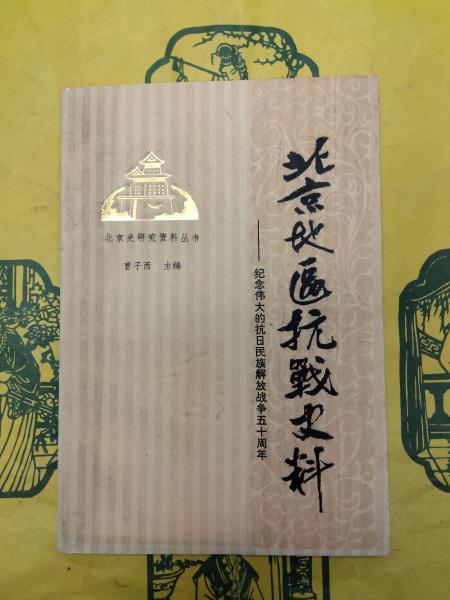 北京地區抗戰史料
——纪念伟大的抗日民族解放战争五十周年
北京史研究资料丛书
曹子西 主编